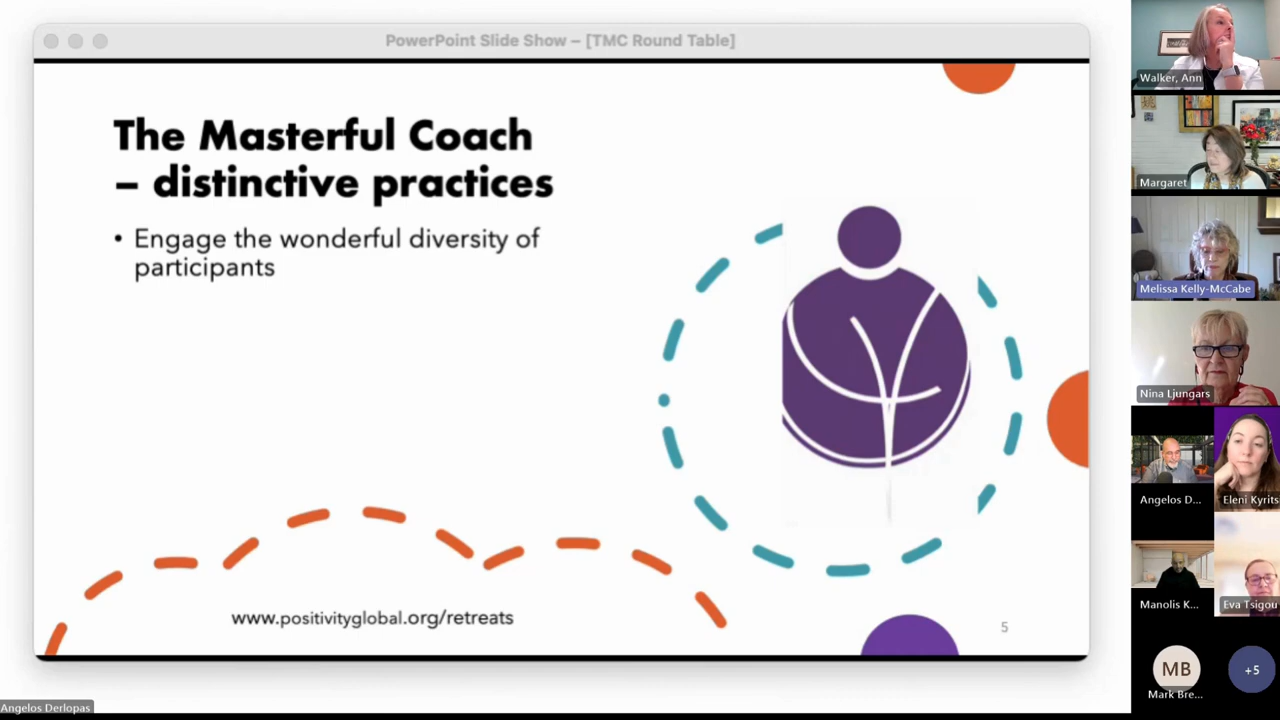 PowerPoint Slide Show – [TMC Round Table]
The Masterful Coach
– distinctive practices
• Engage the wonderful diversity of
participants
www.positivityglobal.org/retreats
5
Angelos Derlopas
Walker, Ann
Margaret
Melissa Kelly-McCabe
Nina Ljungars
Angelos D...
Eleni Kyrits
Manolis K...
Eva Tsigou
MB
Mark Bre...
+5